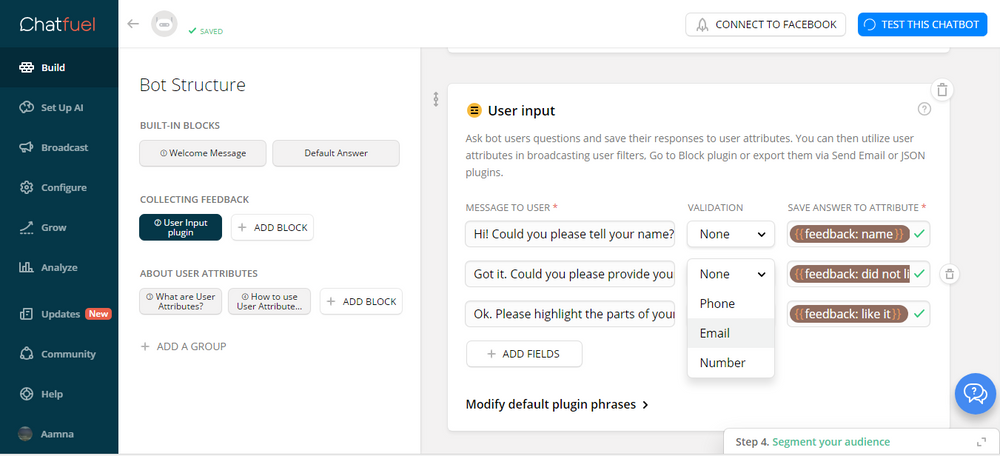 Chatfuel
SAVED
CONNECT TO FACEBOOK
TEST THIS CHATBOT
Build
Set Up AI
Broadcast
Configure
Grow
Analyze
Updates New
Community
Help
Aamna
Bot Structure
BUILT-IN BLOCKS
Welcome Message
Default Answer
COLLECTING FEEDBACK
User Input
plugin
+ ADD BLOCK
ABOUT USER ATTRIBUTES
What are User
Attributes?
How to use
User Attribute...
+ ADD BLOCK
+ ADD A GROUP
User input
Ask bot users questions and save their responses to user attributes. You can then utilize user
attributes in broadcasting user filters, Go to Block plugin or export them via Send Email or JSON
plugins.
MESSAGE TO USER *
VALIDATION
SAVE ANSWER TO ATTRIBUTE *
Hi! Could you please tell your name?
None
{{feedback: name}}
Got it. Could you please provide you
None
{{feedback: did not li
Phone
Ok. Please highlight the parts of your
{{feedback: like it}}
Email
Number
+ ADD FIELDS
Modify default plugin phrases
Step 4. Segment your audience